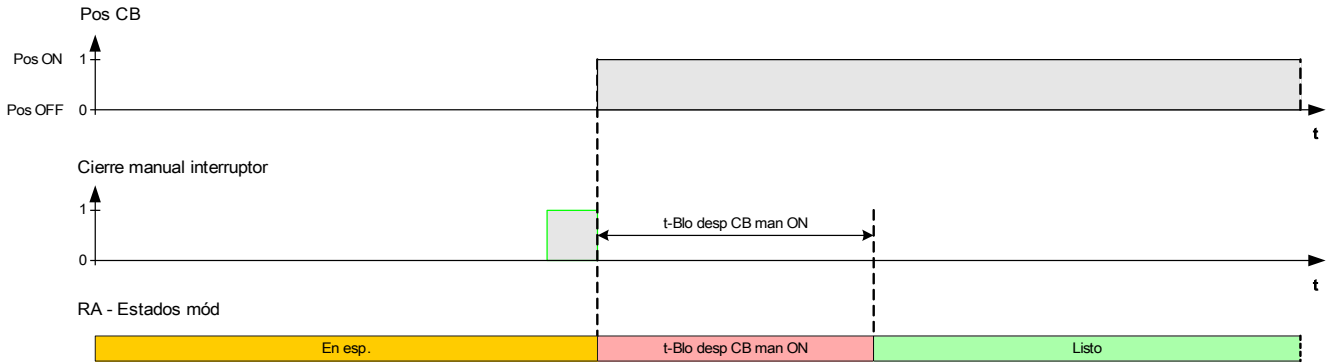 Pos CB
Pos ON 1
Pos OFF 0
t
Cierre manual interruptor
1
t-Blo desp CB man ON
0
t
RA - Estados mód
En esp. t-Blo desp CB man ON Listo